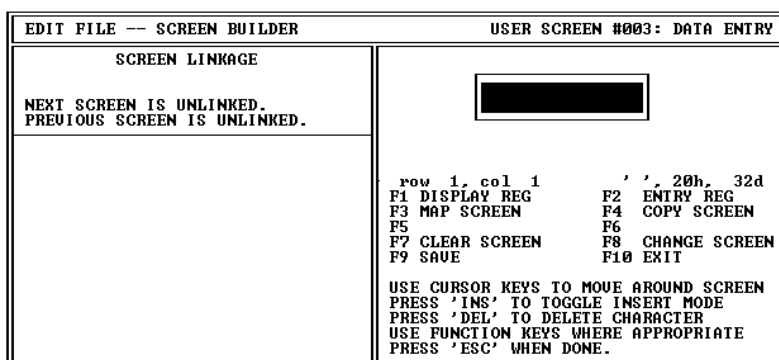 EDIT FILE -- SCREEN BUILDER
USER SCREEN #003: DATA ENTRY
SCREEN LINKAGE
NEXT SCREEN IS UNLINKED.
PREVIOUS SCREEN IS UNLINKED.
row 1, col 1 ' ', 20h, 32d
F1 DISPLAY REG F2 ENTRY REG
F3 MAP SCREEN F4 COPY SCREEN
F5 F6
F7 CLEAR SCREEN F8 CHANGE SCREEN
F9 SAVE F10 EXIT
USE CURSOR KEYS TO MOVE AROUND SCREEN
PRESS 'INS' TO TOGGLE INSERT MODE
PRESS 'DEL' TO DELETE CHARACTER
USE FUNCTION KEYS WHERE APPROPRIATE
PRESS 'ESC' WHEN DONE.